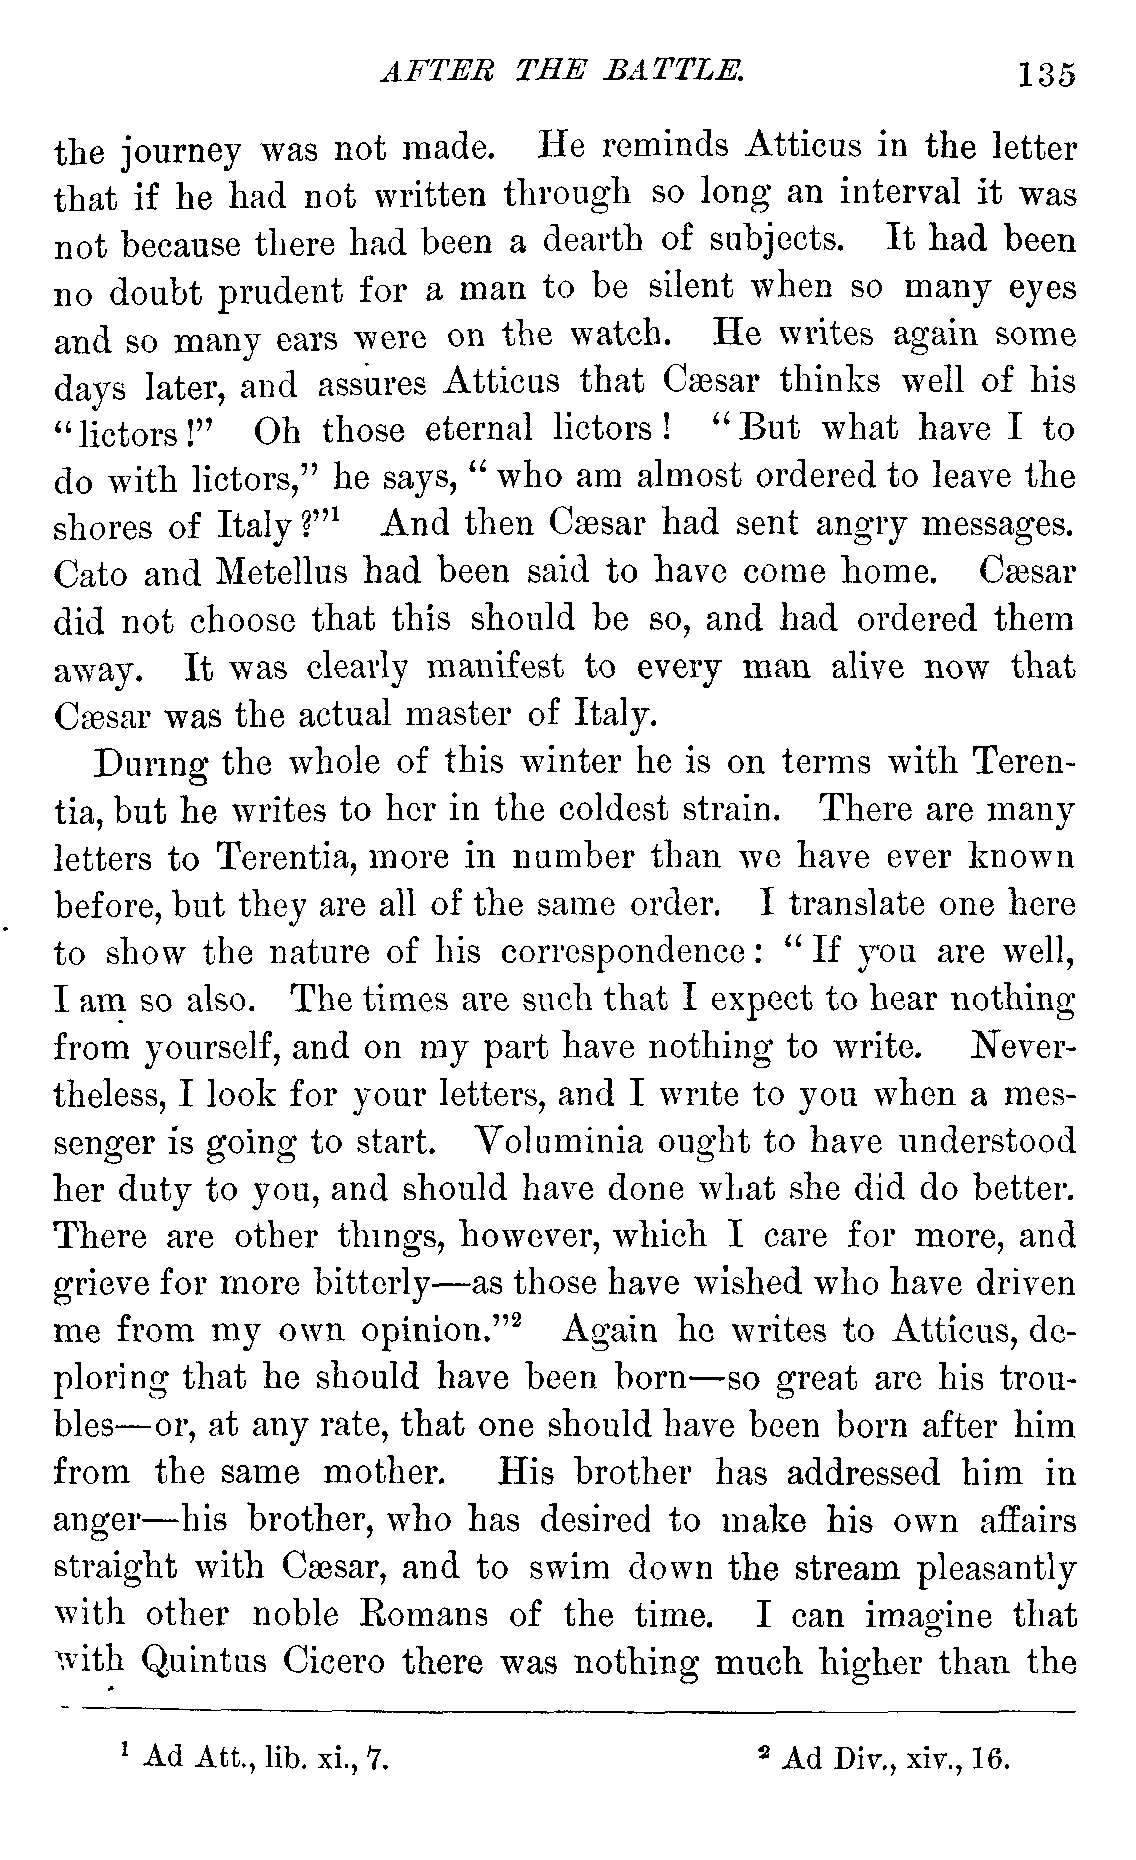 AFTER THE BATTLE. 135
the journey was not made. He reminds Atticus in the letter
that if he had not written through so long an interval it was
not because there had been a dearth of subjects. It had been
no doubt prudent for a man to be silent when so many eyes
and so many ears were on the watch. He writes again some
days later, and assures Atticus that Cæsar thinks well of his
“lictors!” Oh those eternal lictors! “But what have I to
do with lictors,” he says, “who am almost ordered to leave the
shores of Italy?”¹ And then Cæsar had sent angry messages.
Cato and Metellus had been said to have come home. Cæsar
did not choose that this should be so, and had ordered them
away. It was clearly manifest to every man alive now that
Cæsar was the actual master of Italy.
During the whole of this winter he is on terms with Teren-
tia, but he writes to her in the coldest strain. There are many
letters to Terentia, more in number than we have ever known
before, but they are all of the same order. I translate one here
to show the nature of his correspondence: “If you are well,
I am so also. The times are such that I expect to hear nothing
from yourself, and on my part have nothing to write. Never-
theless, I look for your letters, and I write to you when a mes-
senger is going to start. Voluminia ought to have understood
her duty to you, and should have done what she did do better.
There are other things, however, which I care for more, and
grieve for more bitterly—as those have wished who have driven
me from my own opinion.”² Again he writes to Atticus, de-
ploring that he should have been born—so great are his trou-
bles—or, at any rate, that one should have been born after him
from the same mother. His brother has addressed him in
anger—his brother, who has desired to make his own affairs
straight with Cæsar, and to swim down the stream pleasantly
with other noble Romans of the time. I can imagine that
with Quintus Cicero there was nothing much higher than the
¹ Ad Att., lib. xi., 7. ² Ad Div., xiv., 16.